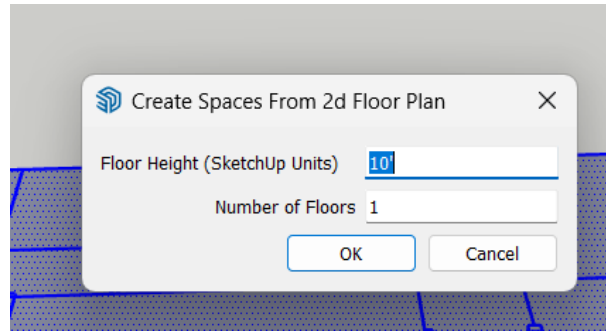 Create Spaces From 2d Floor Plan
Floor Height (SketchUp Units) 10'
Number of Floors 1
OK Cancel